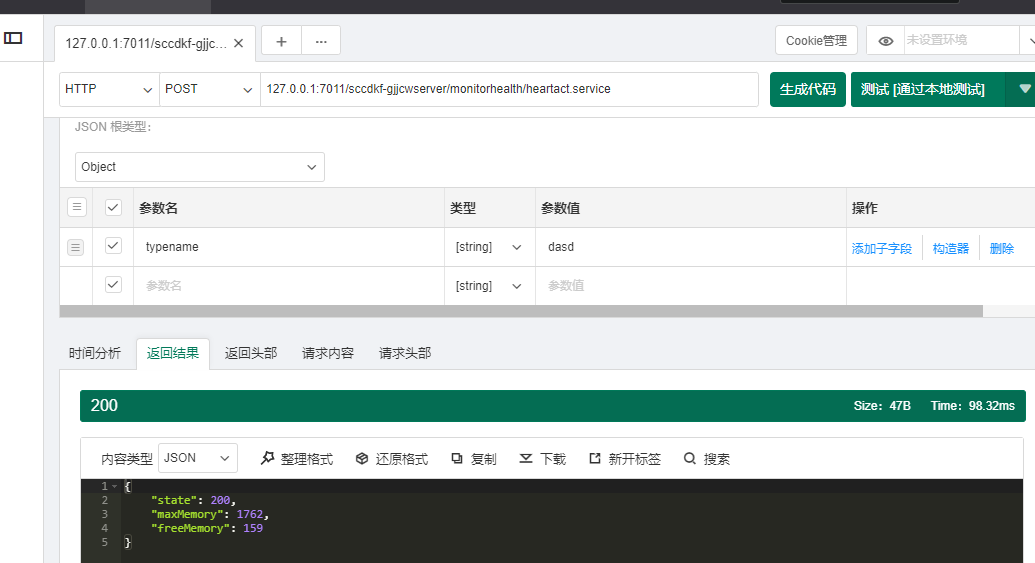 127.0.0.1:7011/sccdkf-gjjc...
Cookie管理
未设置环境
HTTP
POST
127.0.0.1:7011/sccdkf-gjjcwserver/monitorhealth/heartact.service
生成代码
测试 [通过本地测试]
JSON 根类型:
Object
参数名 类型 参数值 操作
typename [string] dasd 添加子字段 构造器 删除
参数名 [string] 参数值
时间分析 返回结果 返回头部 请求内容 请求头部
200 Size: 47B Time: 98.32ms
内容类型 JSON 整理格式 还原格式 复制 下载 新开标签 搜索
1 {
2 "state": 200,
3 "maxMemory": 1762,
4 "freeMemory": 159
5 }